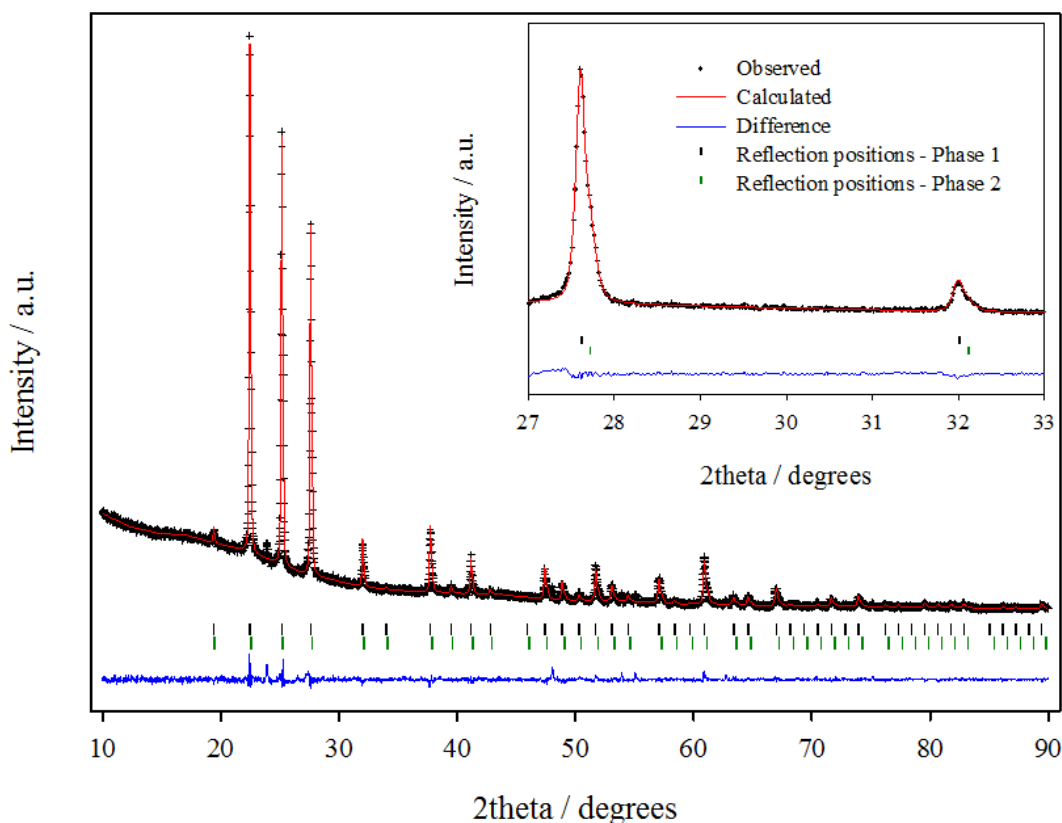 Intensity / a.u.
Intensity / a.u.
Observed
Calculated
Difference
Reflection positions - Phase 1
Reflection positions - Phase 2
27 28 29 30 31 32 33
2theta / degrees
10 20 30 40 50 60 70 80 90
2theta / degrees